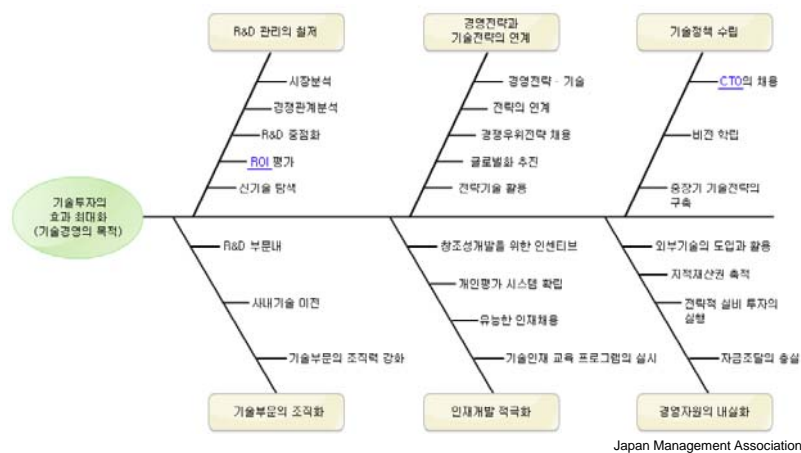 R&D 관리의 철저
경영전략과
기술전략의 연계
기술정책 수립
시장분석
경쟁관계분석
R&D 중점화
ROI 평가
신기술 탐색
경영전략 - 기술
전략의 연계
경쟁우위전략 채용
글로벌화 추진
전략기술 활용
CTO의 채용
비전 확립
중장기 기술전략의
구축
기술투자의
효과 최대화
(기술경영의 목적)
R&D 부문내
사내기술 이전
기술부문의 조직력 강화
창조성개발을 위한 인센티브
개인평가 시스템 확립
유능한 인재채용
기술인재 교육 프로그램의 실시
외부기술의 도입과 활용
지적재산권 축적
전략적 설비 투자의
실행
자금조달의 충실
기술부문의 조직화
인재개발 적극화
경영자원의 내실화
Japan Management Association